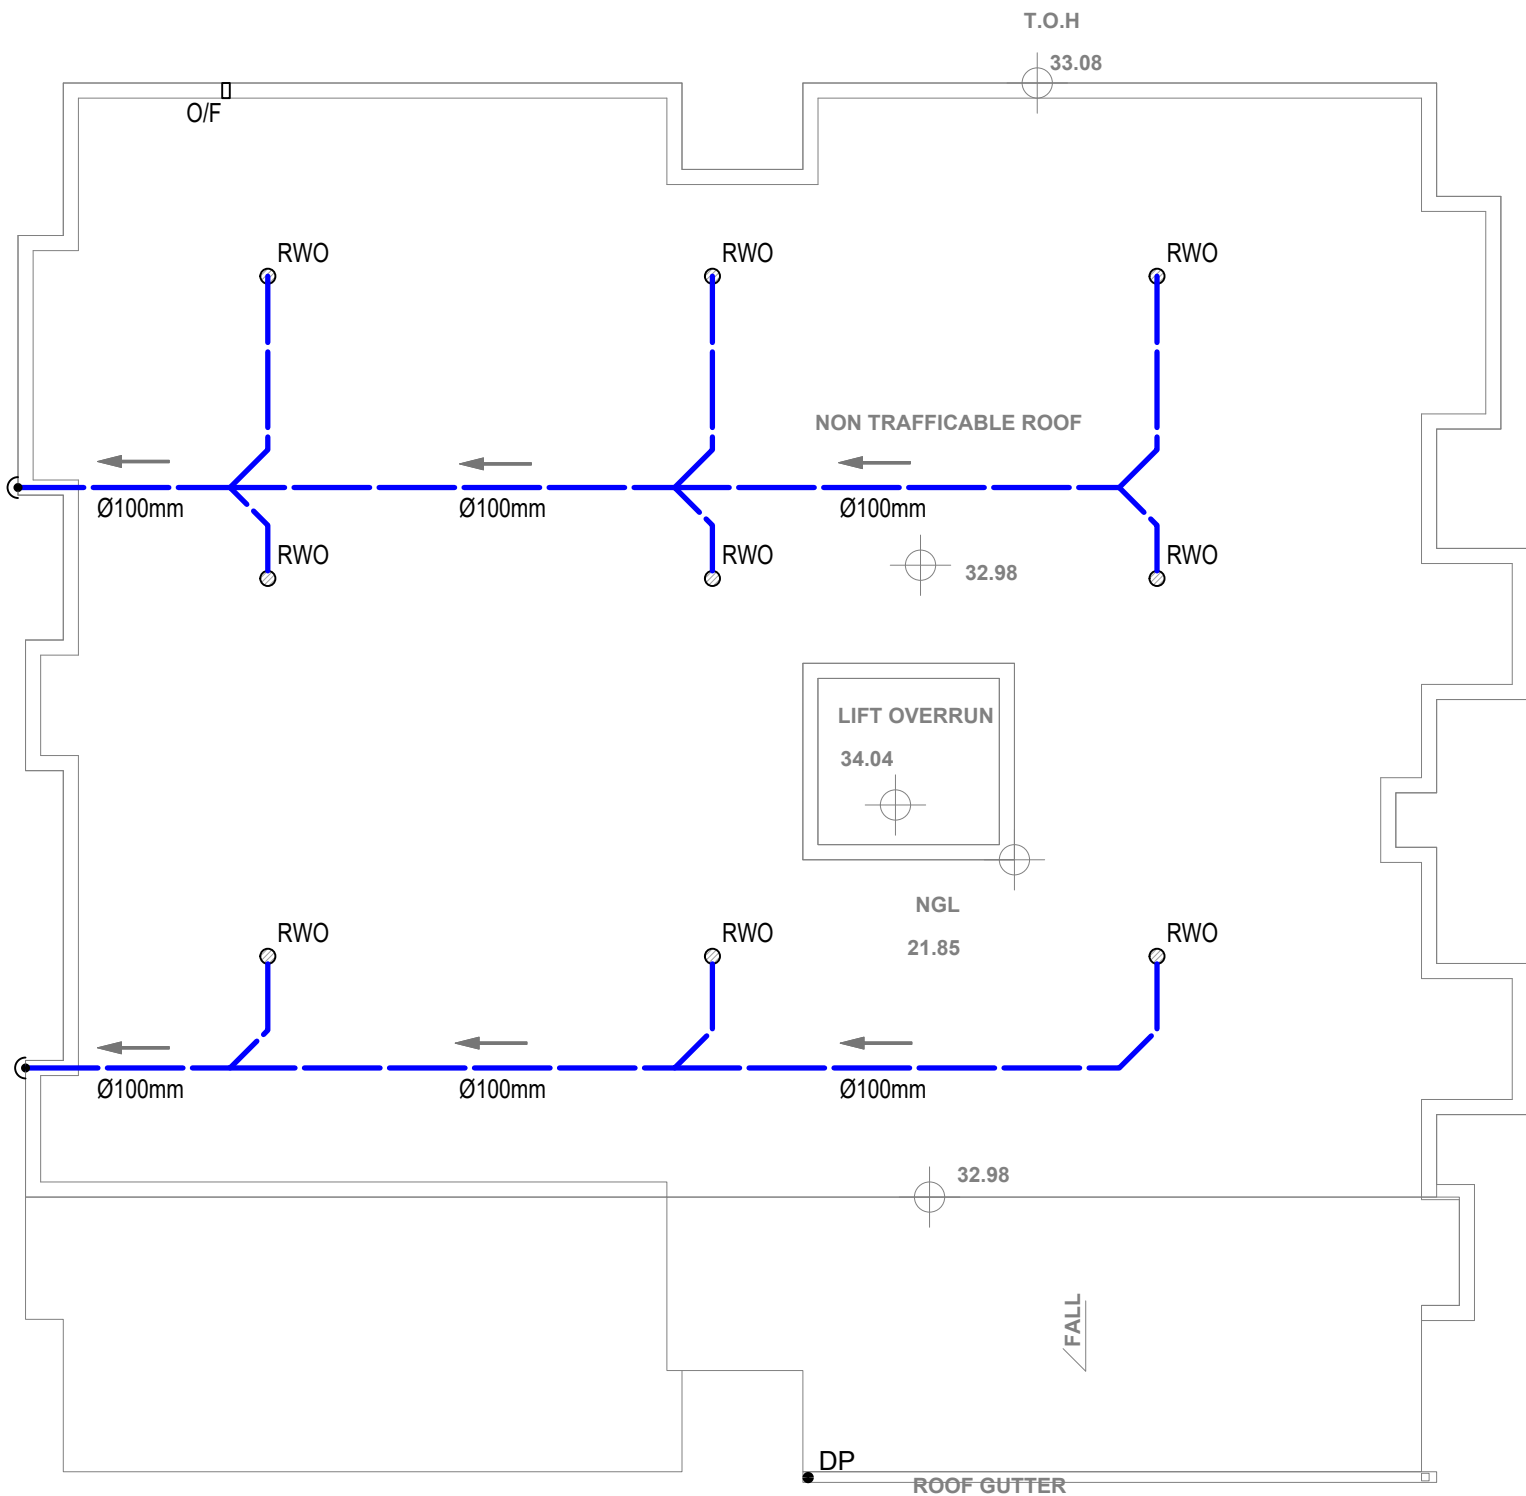 T.O.H
33.08
O/F
RWO
RWO
RWO
NON TRAFFICABLE ROOF
Ø100mm
Ø100mm
Ø100mm
RWO
RWO
RWO
32.98
LIFT OVERRUN
34.04
NGL
21.85
RWO
RWO
RWO
Ø100mm
Ø100mm
Ø100mm
32.98
FALL
DP
ROOF GUTTER